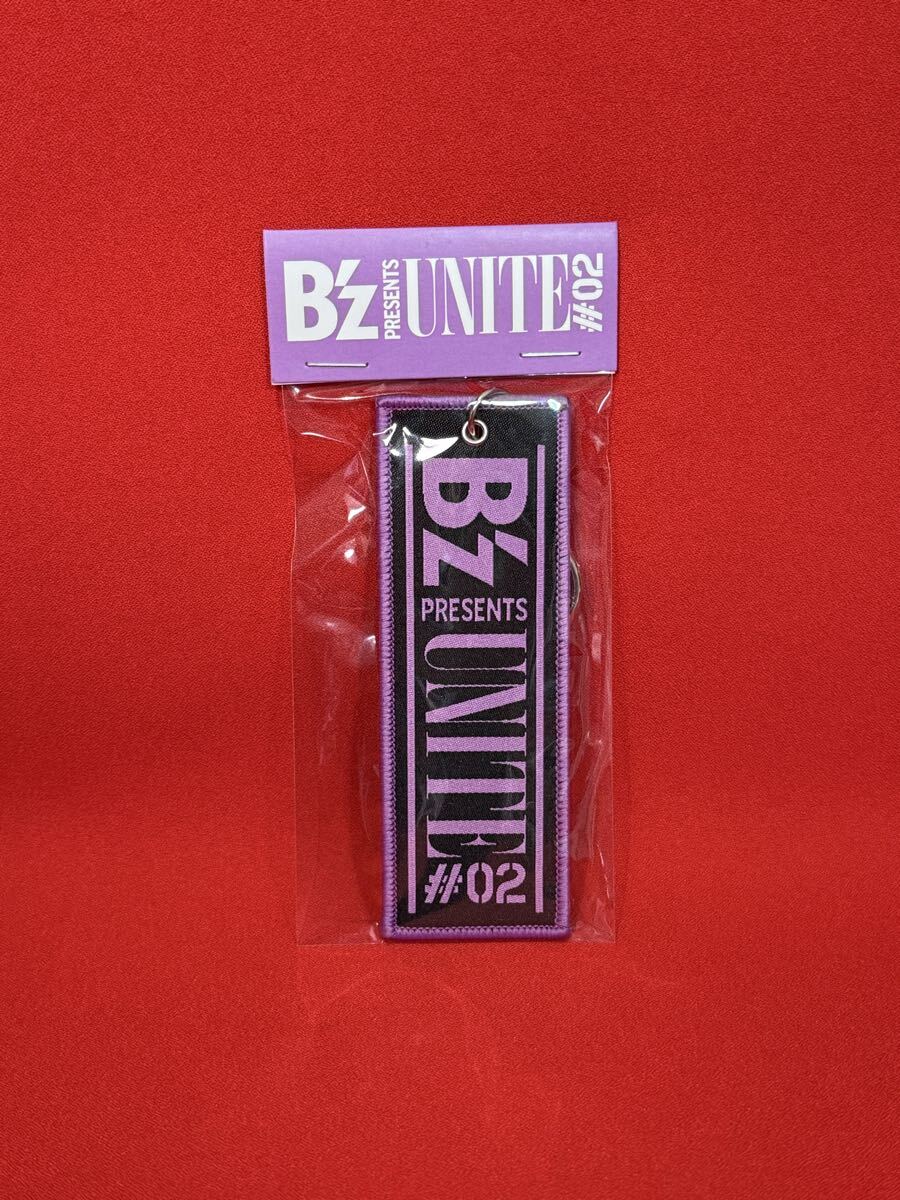 B'z PRESENTS UNITE #02
B'z
PRESENTS
UNITE
#02